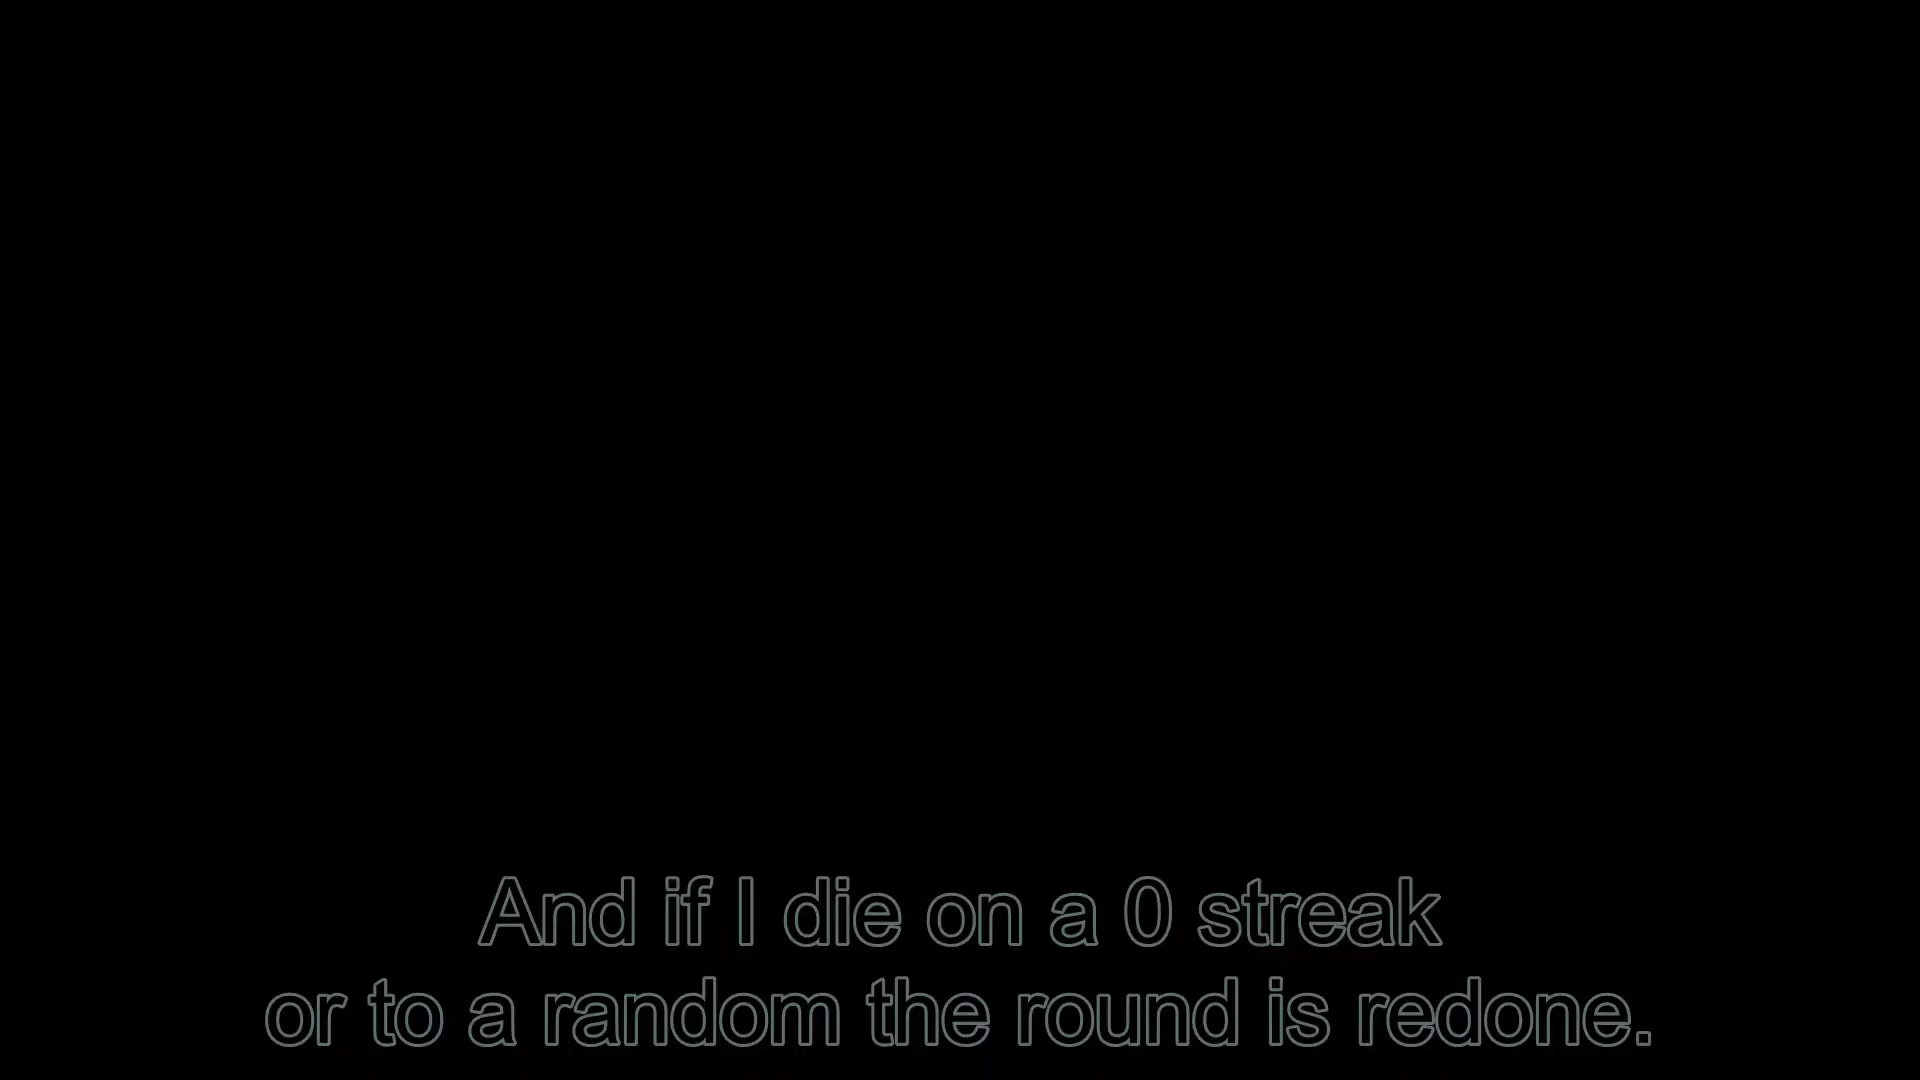 And if I die on a 0 streak
or to a random the round is redone.